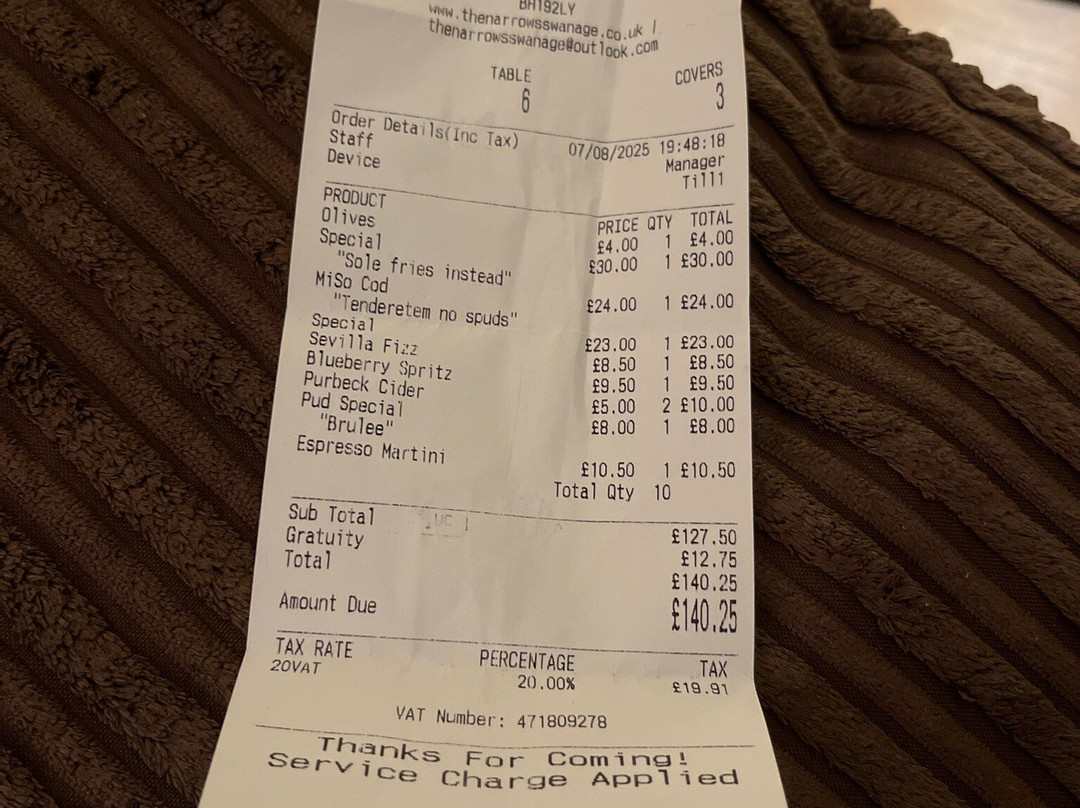 BH192LY
www.thenarrowsswanage.co.uk |
thenarrowsswanage@outlook.com
TABLE COVERS
6 3
Order Details(Inc Tax) 07/08/2025 19:48:18
Staff Manager
Device Till1
PRODUCT PRICE QTY TOTAL
Olives £4.00 1 £4.00
Special £30.00 1 £30.00
"Sole fries instead"
MiSo Cod £24.00 1 £24.00
"Tenderetem no spuds"
Special £23.00 1 £23.00
Sevilla Fizz £8.50 1 £8.50
Blueberry Spritz £9.50 1 £9.50
Purbeck Cider £5.00 2 £10.00
Pud Special £8.00 1 £8.00
"Brulee"
Espresso Martini £10.50 1 £10.50
Total Qty 10
Sub Total £127.50
Gratuity £12.75
Total £140.25
Amount Due £140.25
TAX RATE PERCENTAGE TAX
20VAT 20.00% £19.91
VAT Number: 471809278
Thanks For Coming!
Service Charge Applied